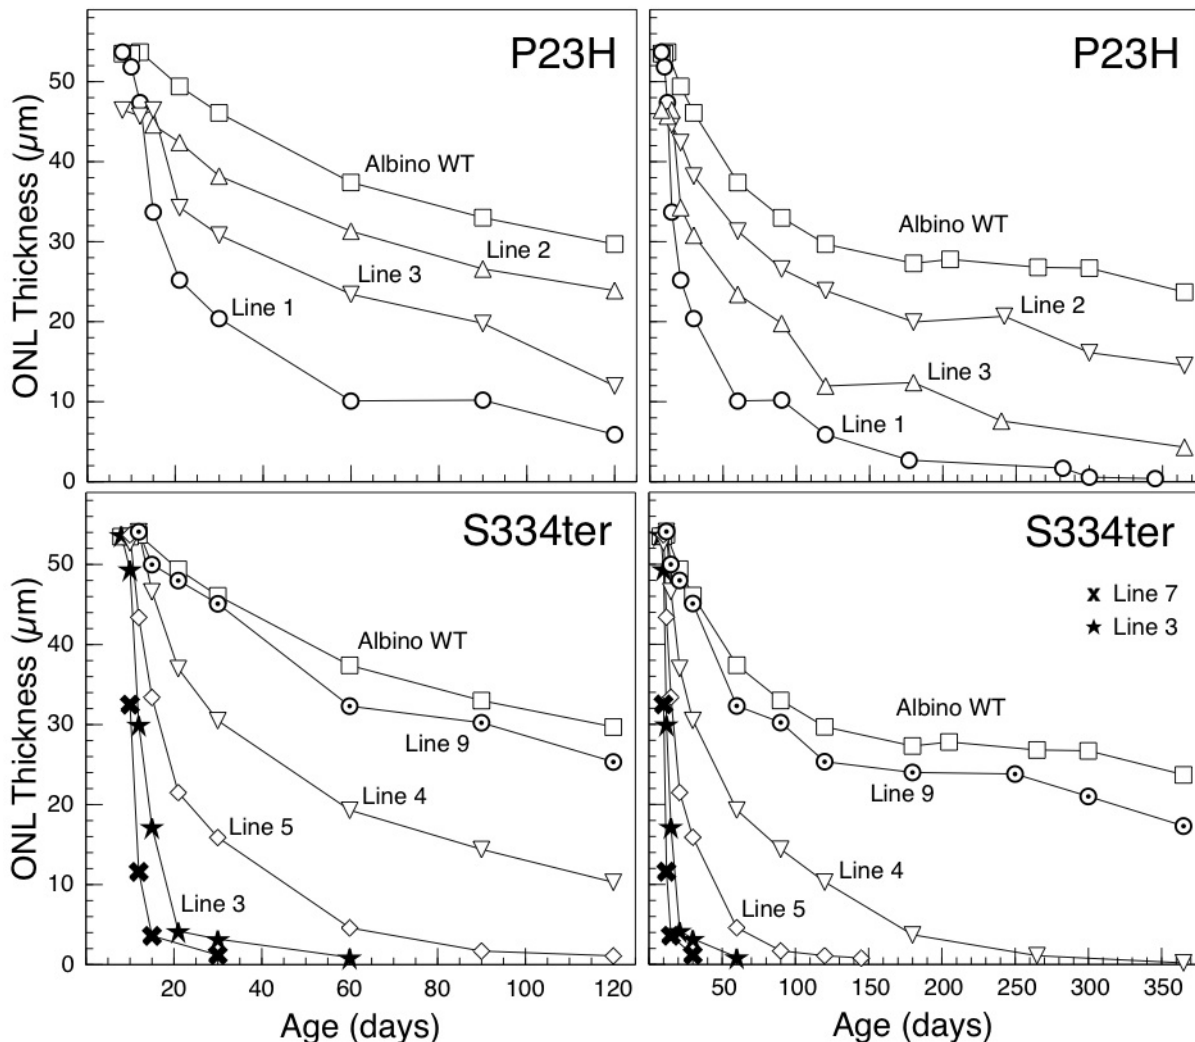 P23H
P23H
ONL Thickness (µm)
50
40
30
20
10
0
Albino WT
Line 2
Line 3
Line 1
Albino WT
Line 2
Line 3
Line 1
S334ter
S334ter
ONL Thickness (µm)
50
40
30
20
10
0
Albino WT
Line 9
Line 4
Line 5
Line 3
Line 7
Line 3
Albino WT
Line 9
Line 4
Line 5
20 40 60 80 100 120
50 100 150 200 250 300 350
Age (days)
Age (days)